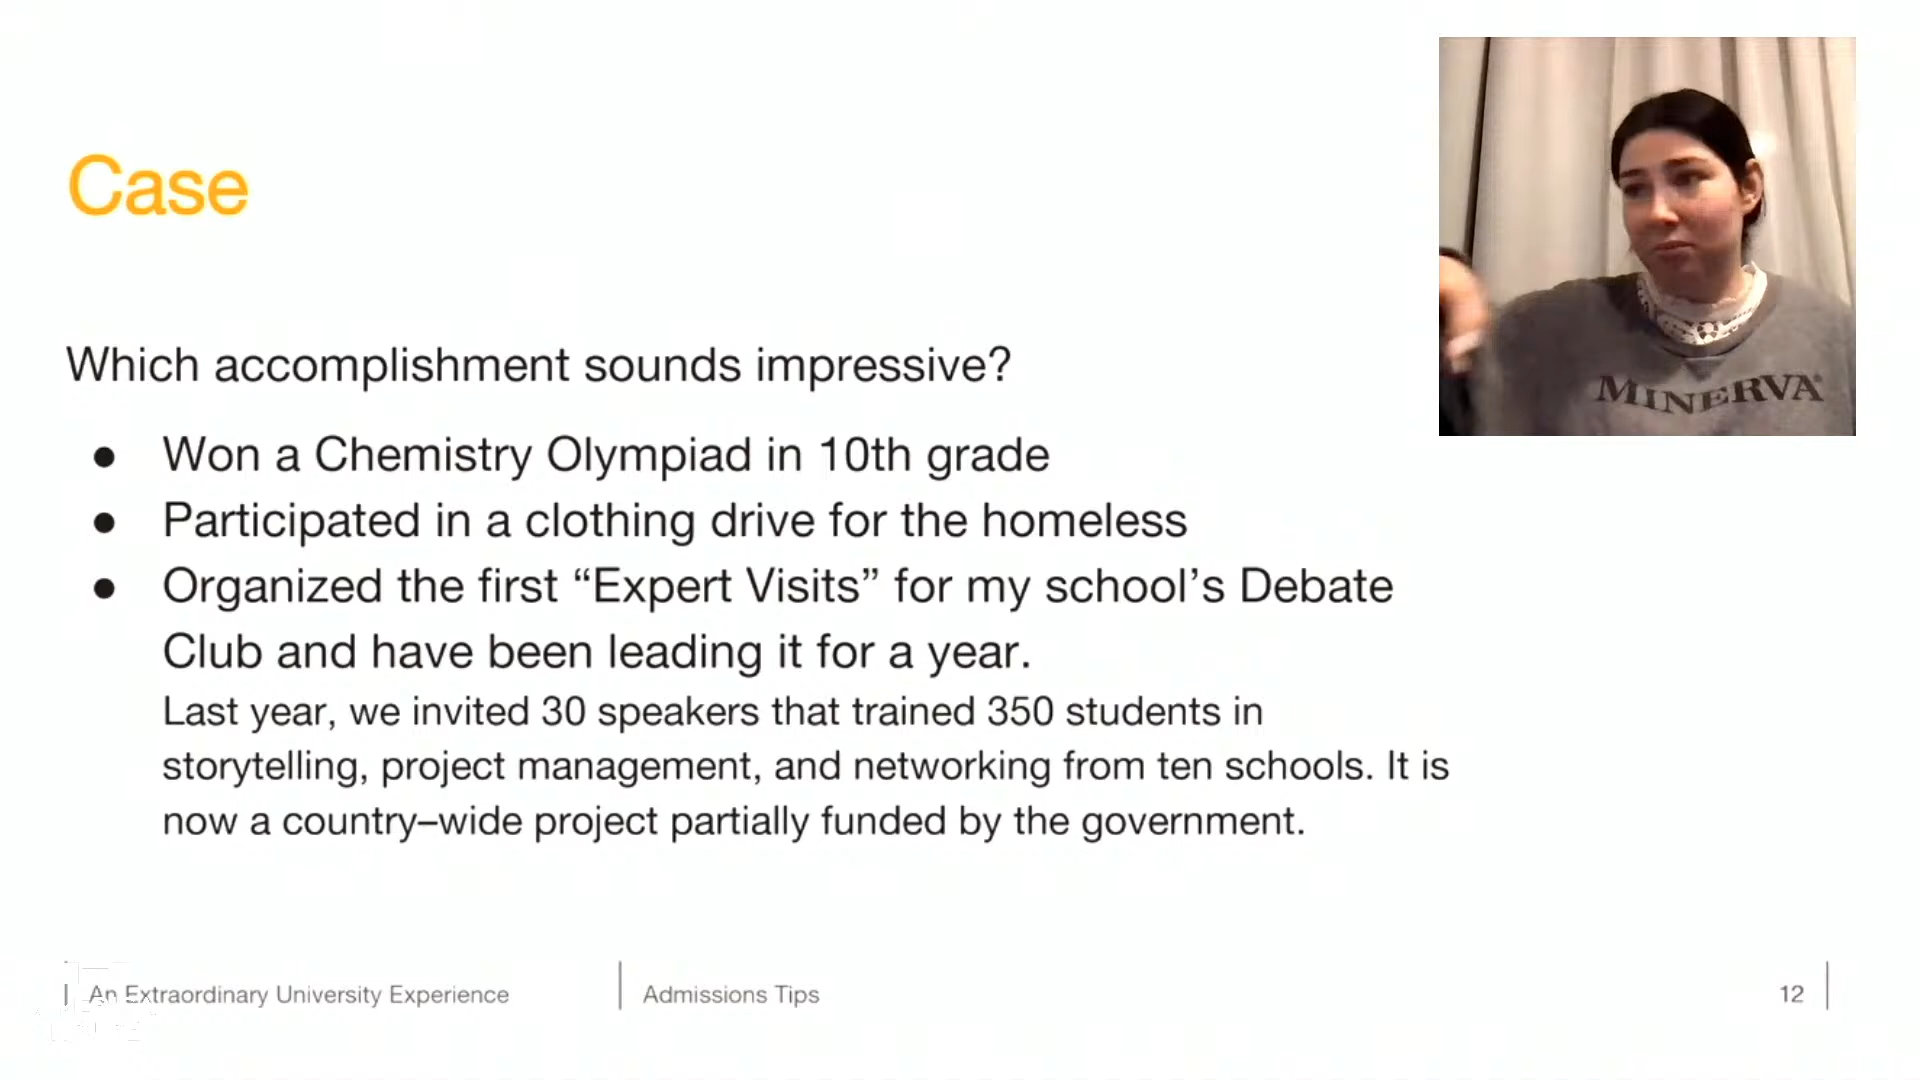 Case
MINERVA
Which accomplishment sounds impressive?
● Won a Chemistry Olympiad in 10th grade
● Participated in a clothing drive for the homeless
● Organized the first “Expert Visits” for my school’s Debate
Club and have been leading it for a year.
Last year, we invited 30 speakers that trained 350 students in
storytelling, project management, and networking from ten schools. It is
now a country–wide project partially funded by the government.
An Extraordinary University Experience
Admissions Tips
12